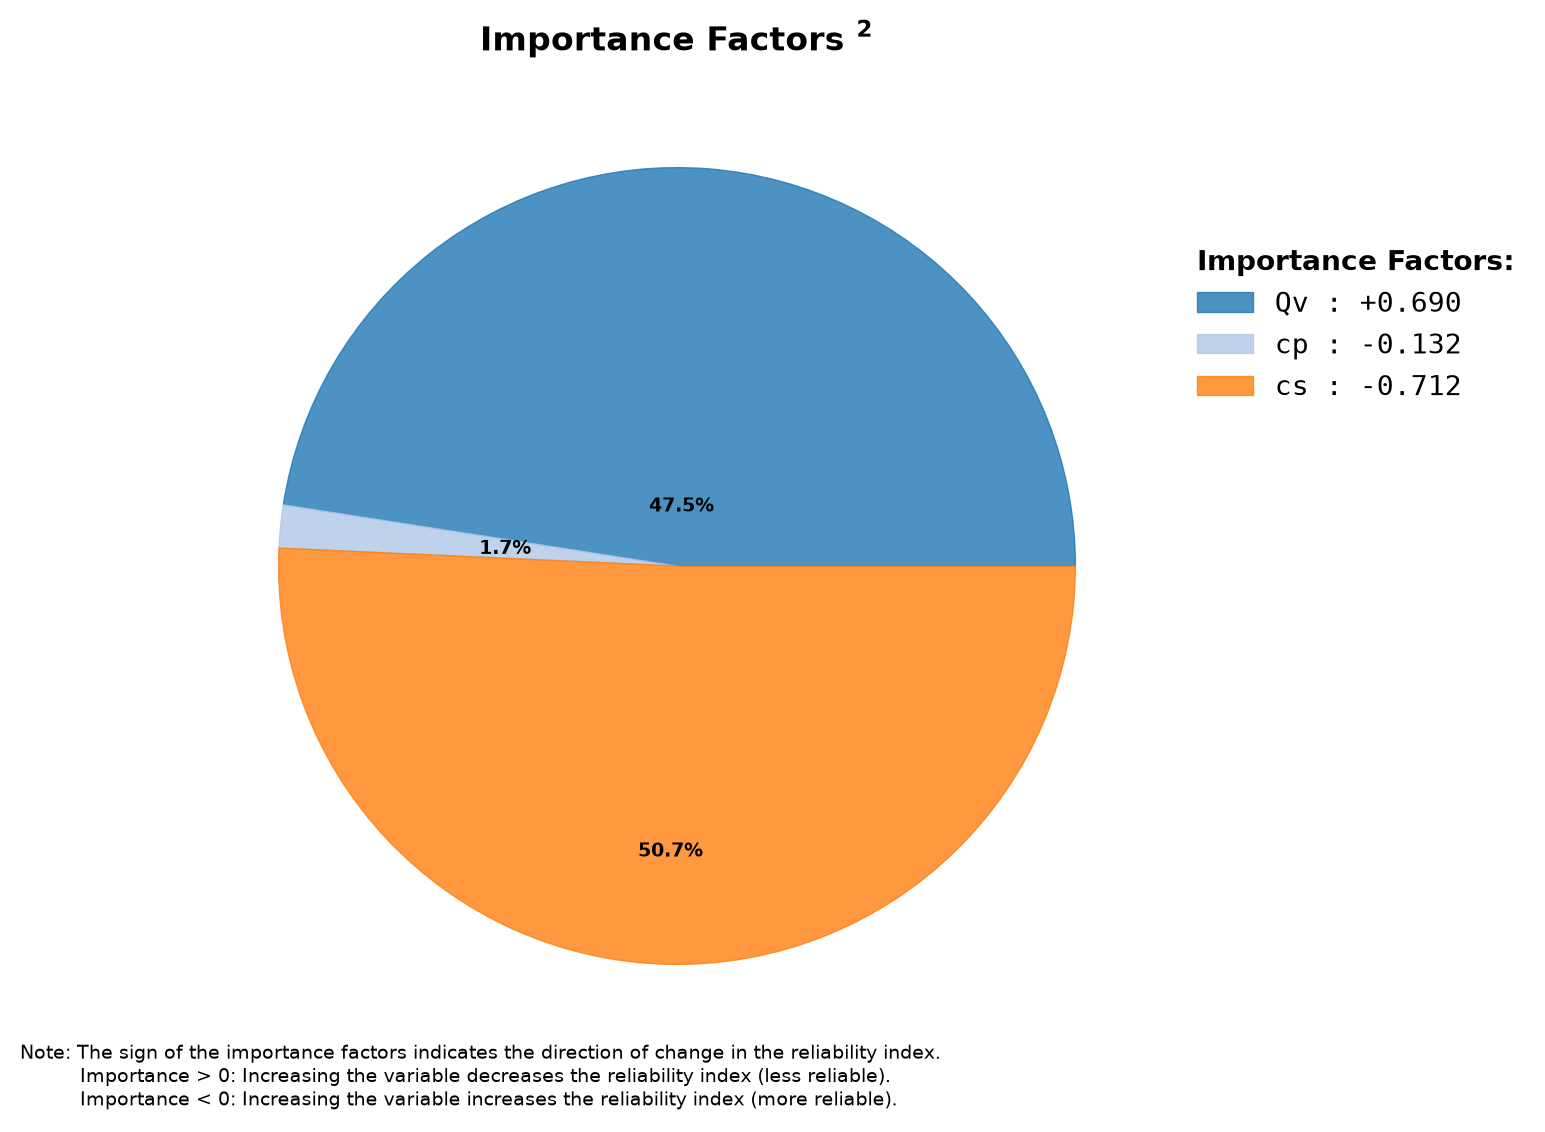 Importance Factors ²
Importance Factors:
Qv : +0.690
cp : -0.132
cs : -0.712
47.5%
1.7%
50.7%
Note: The sign of the importance factors indicates the direction of change in the reliability index.
Importance > 0: Increasing the variable decreases the reliability index (less reliable).
Importance < 0: Increasing the variable increases the reliability index (more reliable).